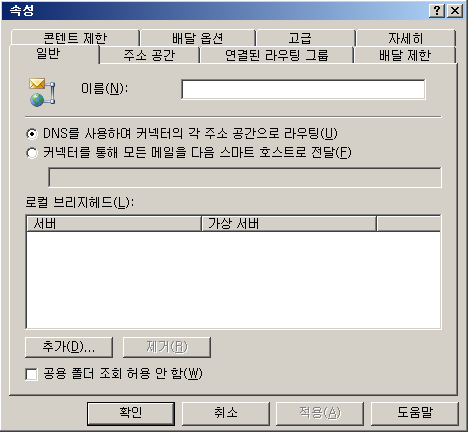 속성
콘텐트 제한 배달 옵션 고급 자세히
일반 주소 공간 연결된 라우팅 그룹 배달 제한
이름(N):
DNS를 사용하며 커넥터의 각 주소 공간으로 라우팅(U)
커넥터를 통해 모든 메일을 다음 스마트 호스트로 전달(F)
로컬 브리지헤드(L):
서버 가상 서버
추가(D)... 제거(R)
공용 폴더 조회 허용 안 함(W)
확인 취소 적용(A) 도움말